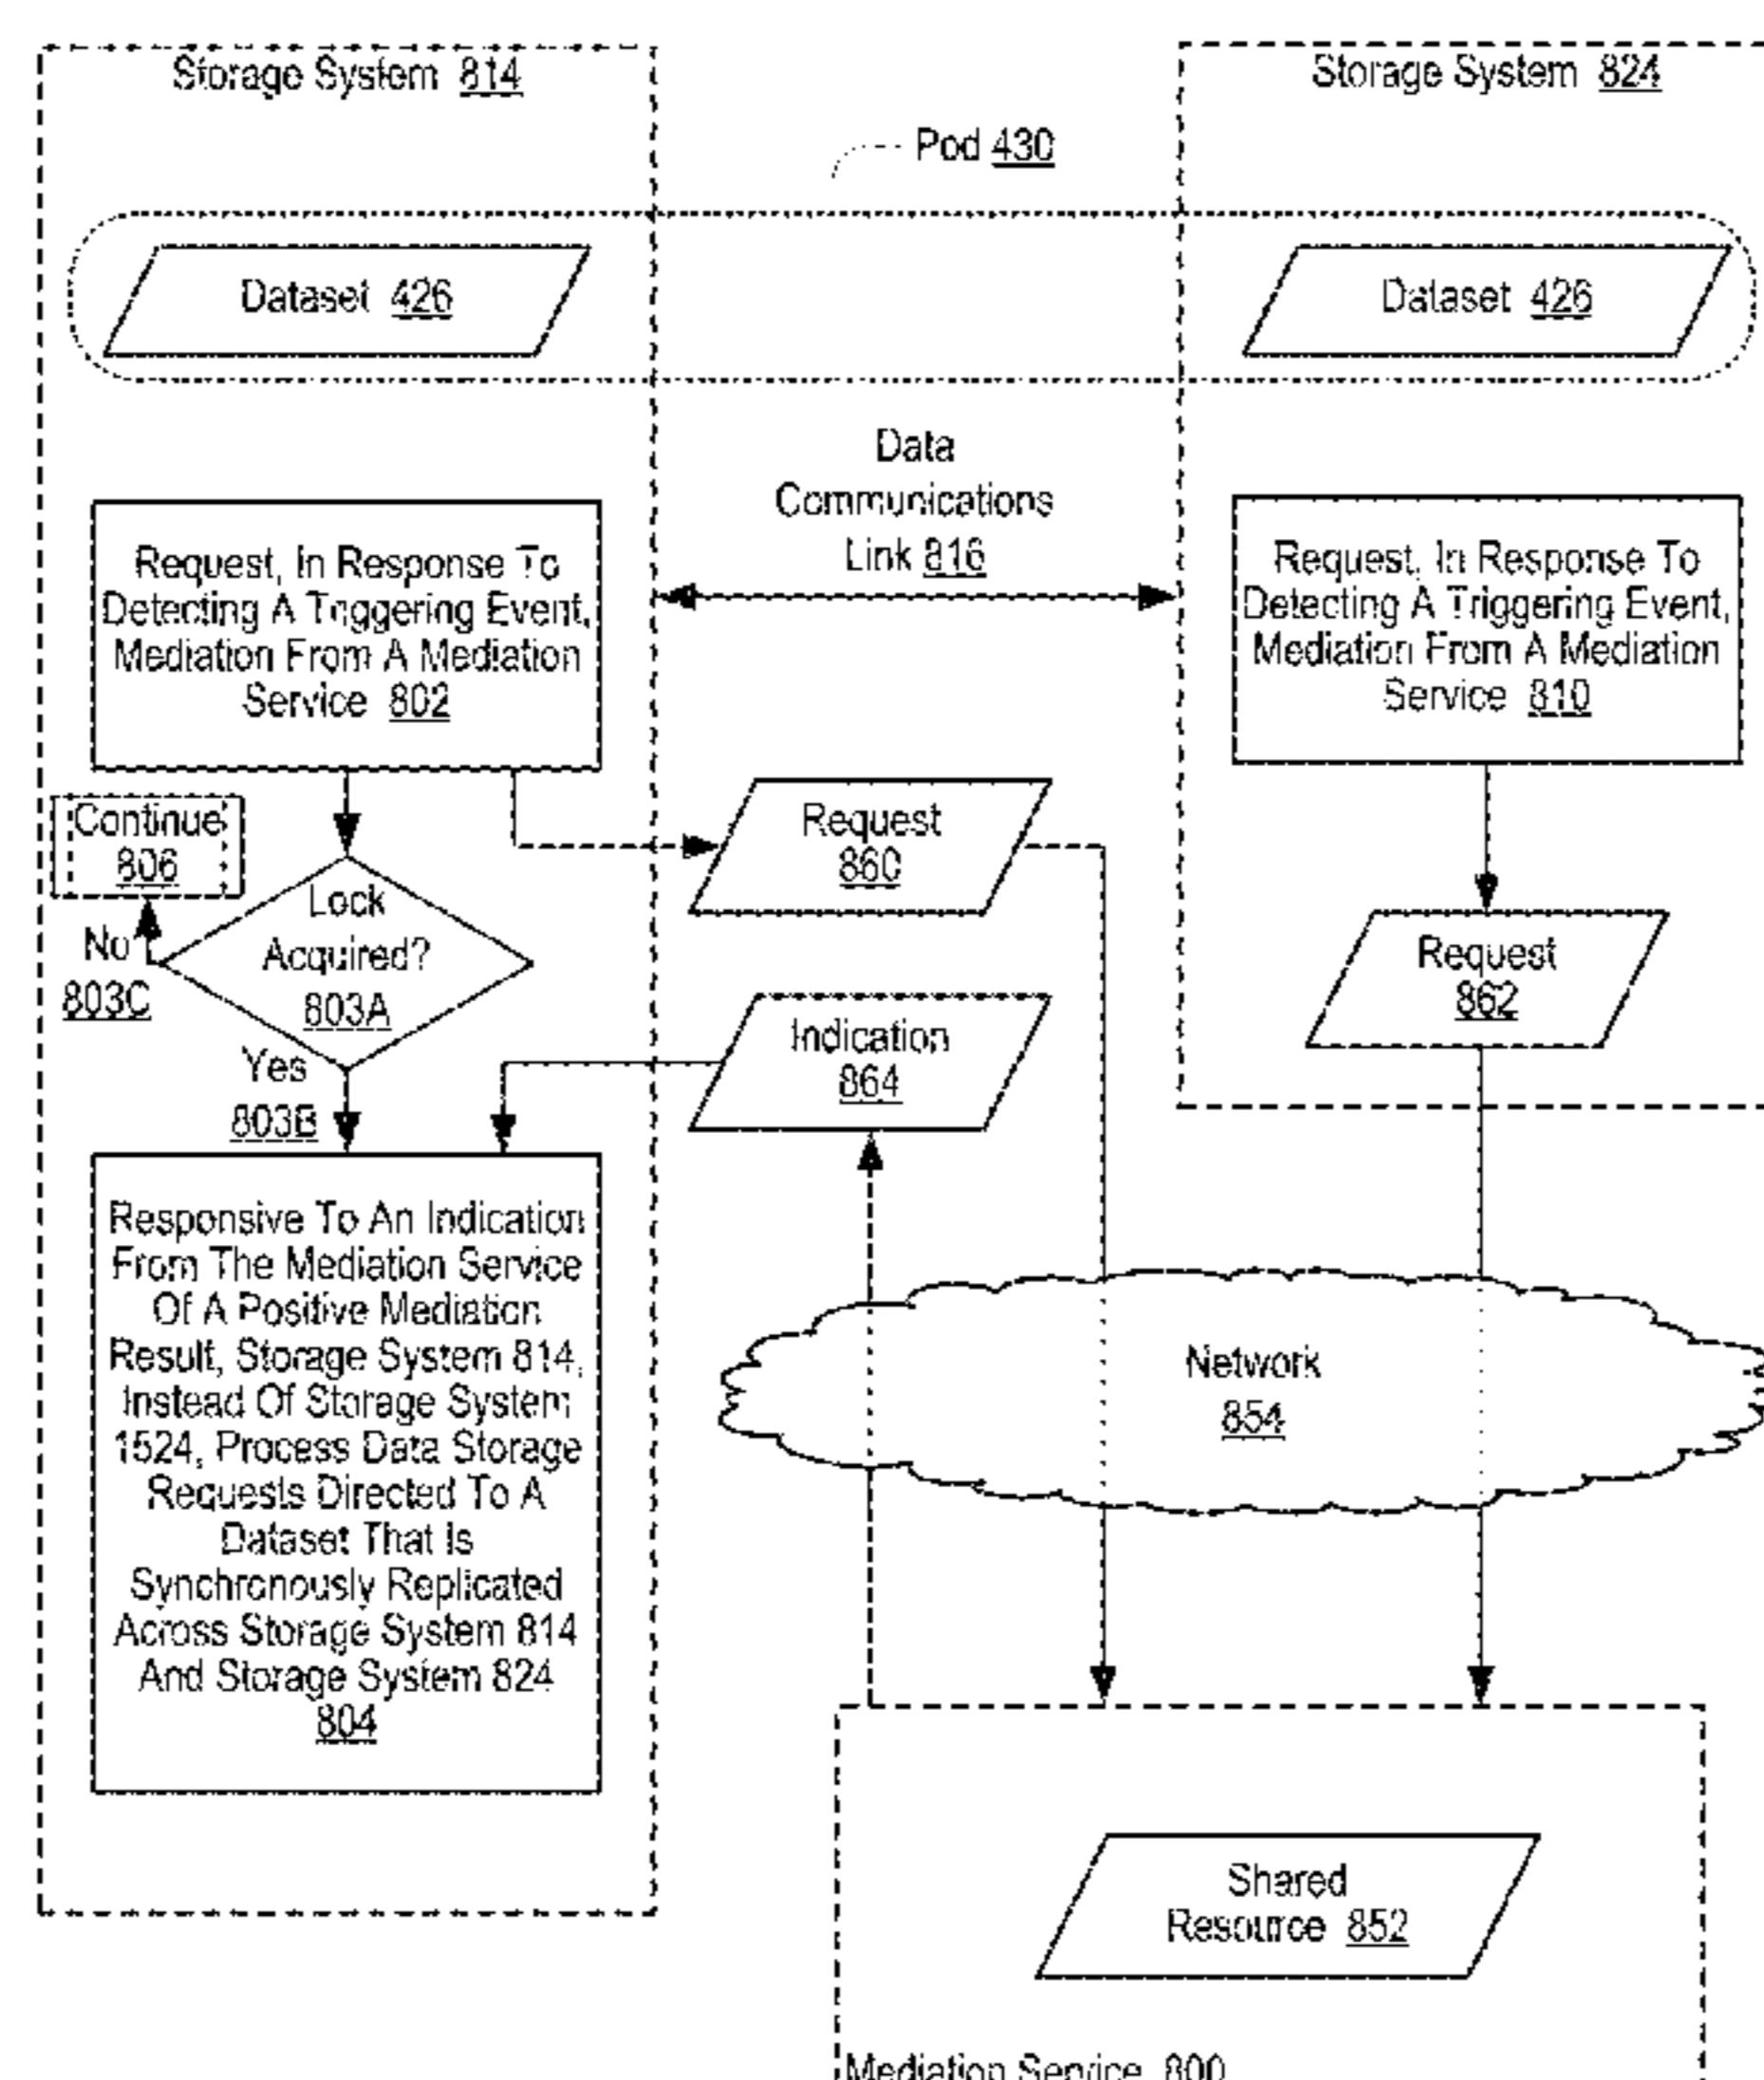 Storage System 814
Storage System 824
Pod 430
Dataset 426
Dataset 426
Data
Communications
Link 816
Request, In Response To
Detecting A Triggering Event,
Mediation From A Mediation
Service 802
Request, In Response To
Detecting A Triggering Event,
Mediation From A Mediation
Service 810
Continue
806
Request
860
Lock
Acquired?
803A
No
803C
Request
862
Indication
864
Yes
803B
Responsive To An Indication
From The Mediation Service
Of A Positive Mediation
Result, Storage System 814,
Instead Of Storage System
1524, Process Data Storage
Requests Directed To A
Dataset That Is
Synchronously Replicated
Across Storage System 814
And Storage System 824
804
Network
854
Shared
Resource 852
Mediation Service 800